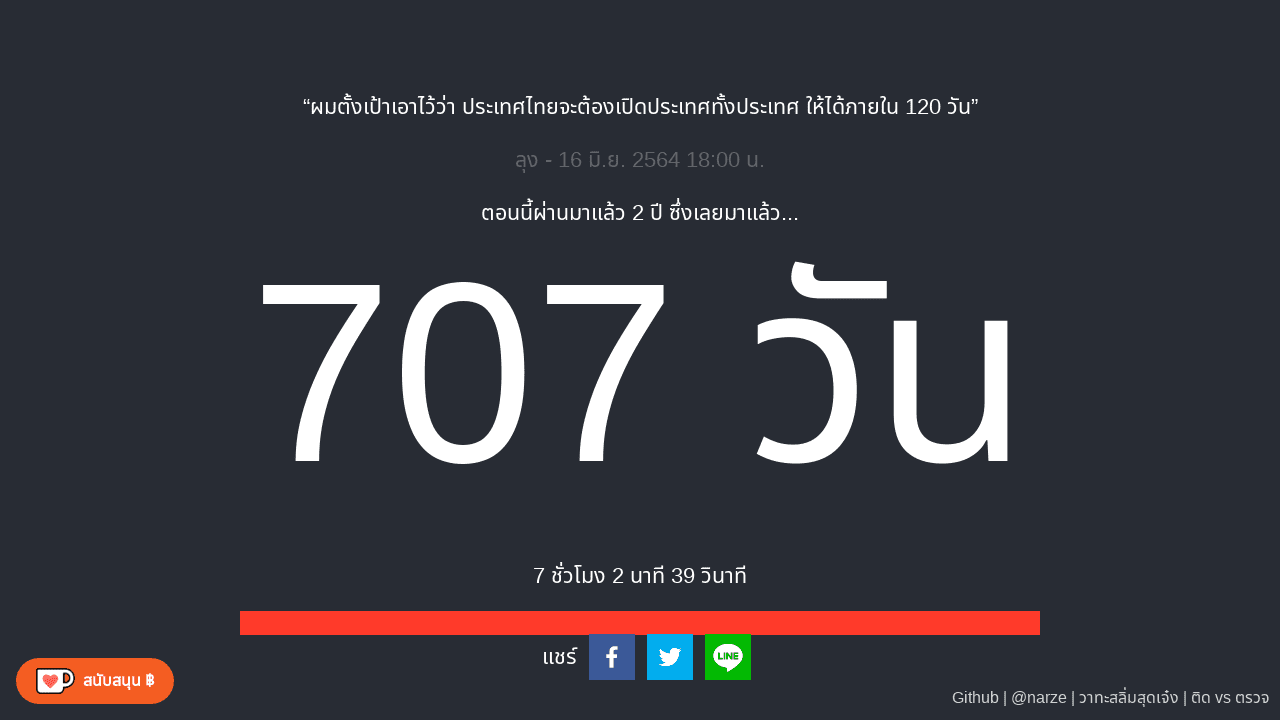 “ผมตั้งเป้าเอาไว้ว่า ประเทศไทยจะต้องเปิดประเทศทั้งประเทศ ให้ได้ภายใน 120 วัน”
ลุง - 16 มิ.ย. 2564 18:00 น.
ตอนนี้ผ่านมาแล้ว 2 ปี ซึ่งเลยมาแล้ว...
707 วัน
7 ชั่วโมง 2 นาที 39 วินาที
แชร์
LINE
สนับสนุน ฿
Github | @narze | วาทะสลิ่มสุดเจ๋ง | ติด vs ตรวจ